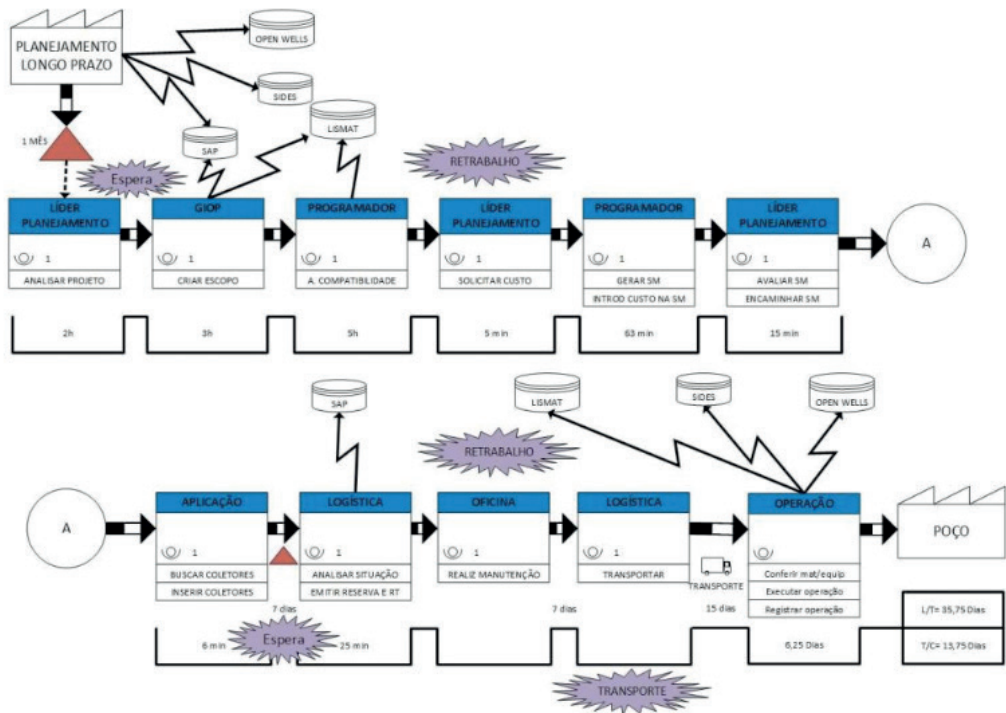 PLANEJAMENTO
LONGO PRAZO
OPEN WELLS
SIDES
LISMAT
SAP
1 MÊS
Espera
RETRABALHO
LÍDER
PLANEJAMENTO
1
ANALISAR PROJETO
GIOP
1
CRIAR ESCOPO
PROGRAMADOR
1
A. COMPATIBILIDADE
LÍDER
PLANEJAMENTO
1
SOLICITAR CUSTO
PROGRAMADOR
1
GERAR SM
INTROD CUSTO NA SM
LÍDER
PLANEJAMENTO
1
AVALIAR SM
ENCAMINHAR SM
A
2h
3h
5h
5 min
63 min
15 min
SAP
LISMAT
SIDES
OPEN WELLS
RETRABALHO
A
APLICAÇÃO
1
BUSCAR COLETORES
INSERIR COLETORES
LOGÍSTICA
1
ANALISAR SITUAÇÃO
EMITIR RESERVA E RT
OFICINA
1
REALIZ MANUTENÇÃO
LOGÍSTICA
1
TRANSPORTAR
TRANSPORTE
OPERAÇÃO
Conferir mat/equip
Executar operação
Registrar operação
POÇO
7 dias
7 dias
15 dias
Espera
6 min
25 min
6,25 Dias
L/T= 35,75 Dias
T/C= 13,75 Dias
TRANSPORTE